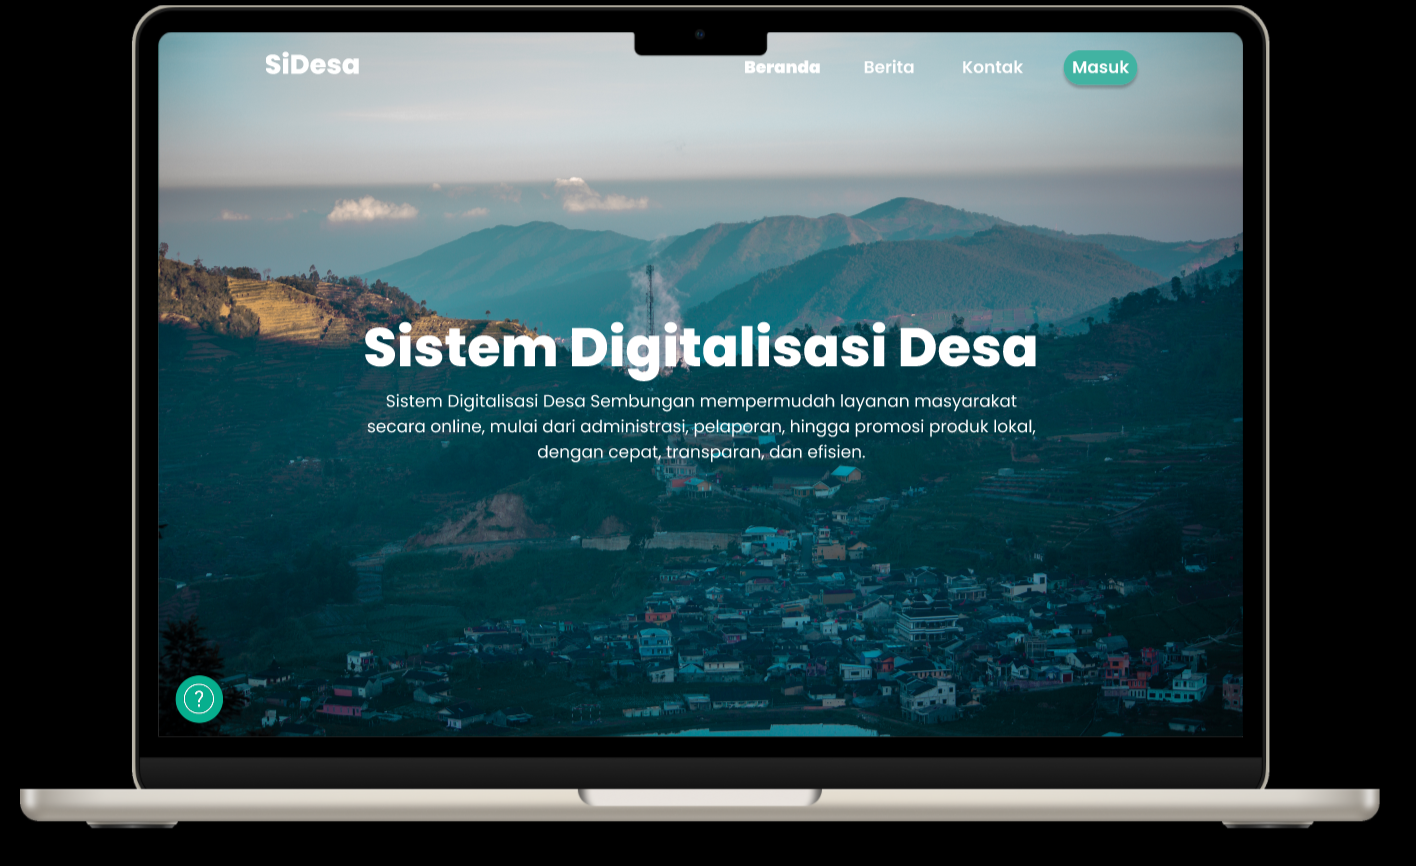 SiDesa
Beranda
Berita
Kontak
Masuk
Sistem Digitalisasi Desa
Sistem Digitalisasi Desa Sembungan mempermudah layanan masyarakat
secara online, mulai dari administrasi, pelaporan, hingga promosi produk lokal,
dengan cepat, transparan, dan efisien.
?